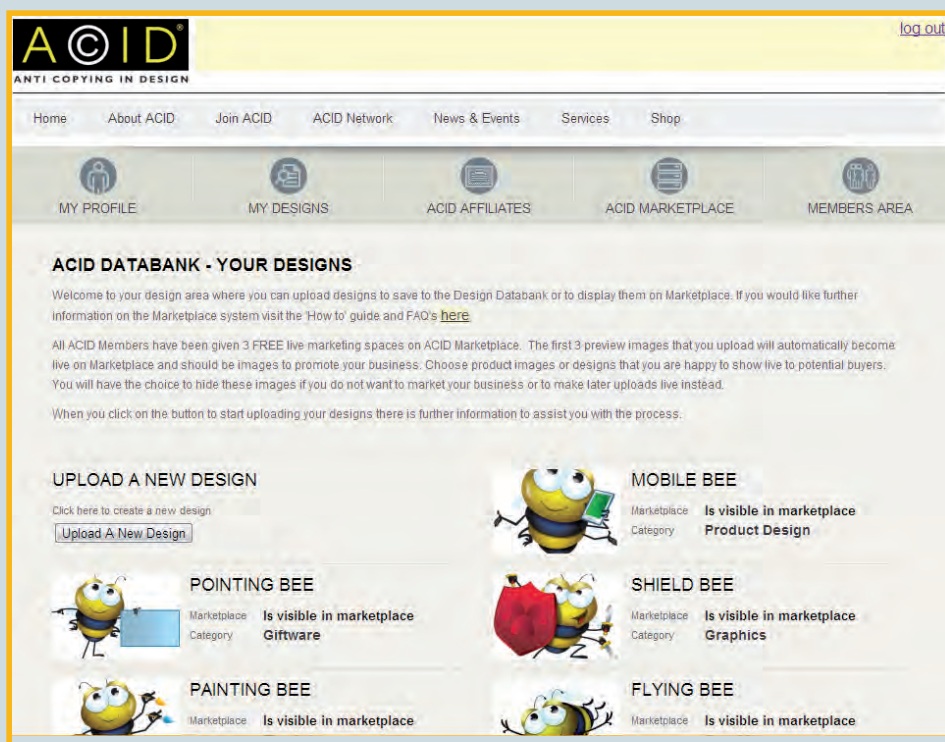 log out
A©ID®
ANTI COPYING IN DESIGN
Home About ACID Join ACID ACID Network News & Events Services Shop
MY PROFILE MY DESIGNS ACID AFFILIATES ACID MARKETPLACE MEMBERS AREA
ACID DATABANK - YOUR DESIGNS
Welcome to your design area where you can upload designs to save to the Design Databank or to display them on Marketplace. If you would like further
information on the Marketplace system visit the 'How to' guide and FAQ's here
All ACID Members have been given 3 FREE live marketing spaces on ACID Marketplace. The first 3 preview images that you upload will automatically become
live on Marketplace and should be images to promote your business. Choose product images or designs that you are happy to show live to potential buyers.
You will have the choice to hide these images if you do not want to market your business or to make later uploads live instead.
When you click on the button to start uploading your designs there is further information to assist you with the process.
UPLOAD A NEW DESIGN
Click here to create a new design
Upload A New Design
MOBILE BEE
Marketplace Is visible in marketplace
Category Product Design
POINTING BEE
Marketplace Is visible in marketplace
Category Giftware
SHIELD BEE
Marketplace Is visible in marketplace
Category Graphics
PAINTING BEE
Marketplace Is visible in marketplace
FLYING BEE
Marketplace Is visible in marketplace